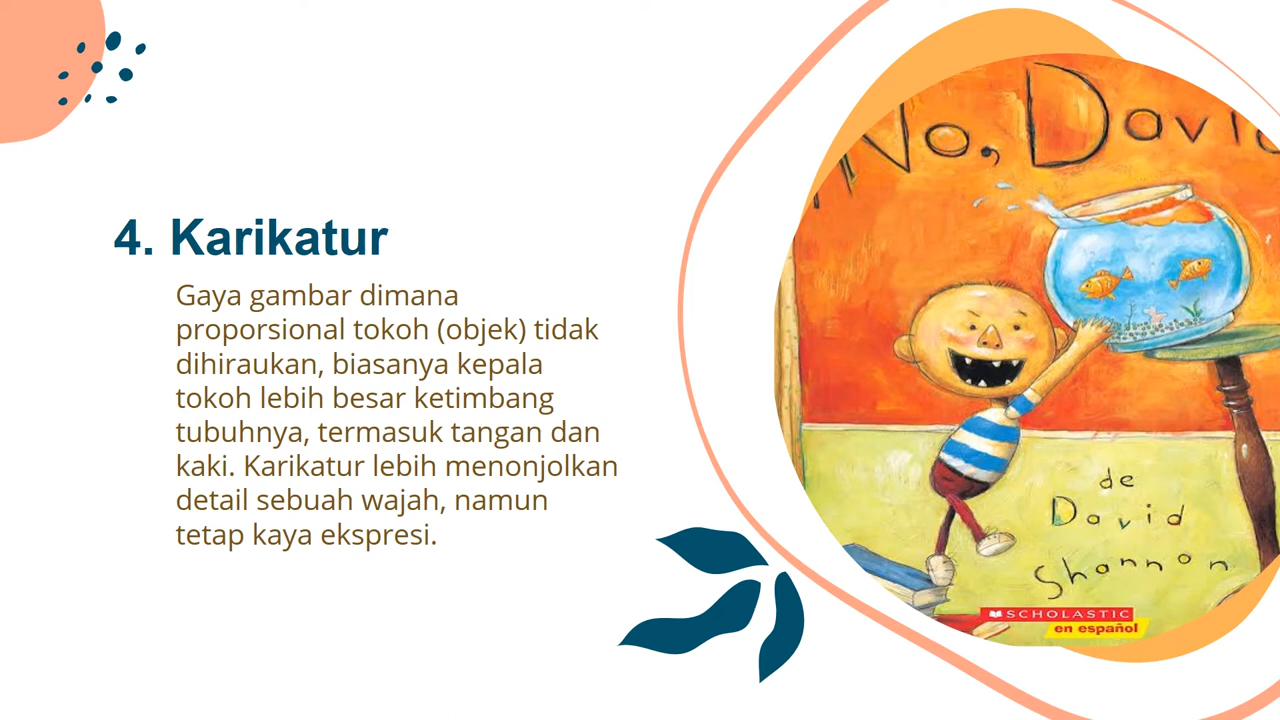 4. Karikatur
Gaya gambar dimana
proporsional tokoh (objek) tidak
dihiraukan, biasanya kepala
tokoh lebih besar ketimbang
tubuhnya, termasuk tangan dan
kaki. Karikatur lebih menonjolkan
detail sebuah wajah, namun
tetap kaya ekspresi.
¡No, David
de
David
Shannon
SCHOLASTIC
en español